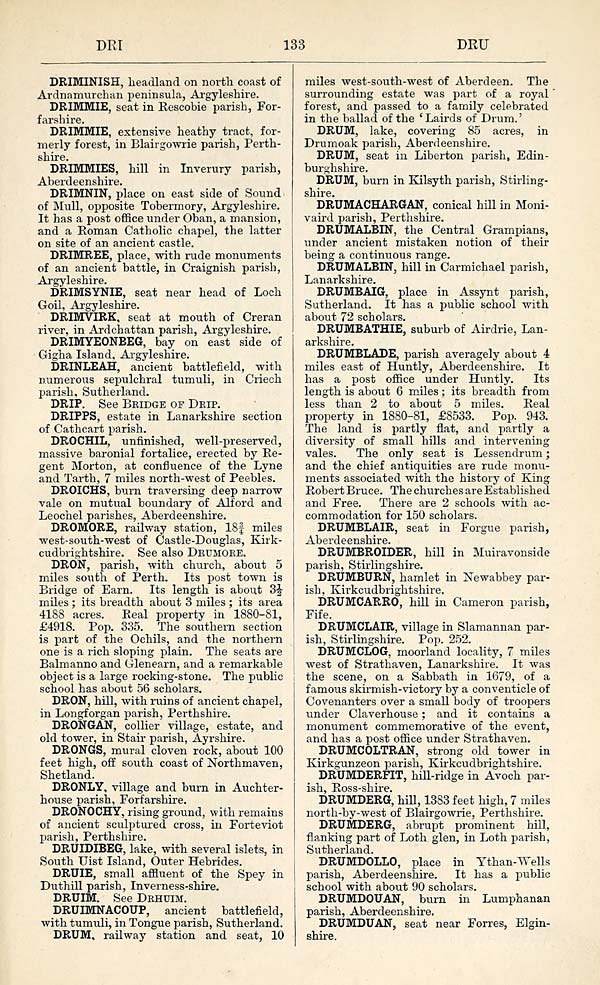 DRI 133 DRU
DRIMINISH, headland on north coast of
Ardnamurchan peninsula, Argyleshire.
DRIMMIE, seat in Rescobie parish, For-
farshire.
DRIMMIE, extensive heathy tract, for-
merly forest, in Blairgowrie parish, Perth-
shire.
DRIMMIES, hill in Inverury parish,
Aberdeenshire.
DRIMNIN, place on east side of Sound
of Mull, opposite Tobermory, Argyleshire.
It has a post office under Oban, a mansion,
and a Roman Catholic chapel, the latter
on site of an ancient castle.
DRIMREE, place, with rude monuments
of an ancient battle, in Craignish parish,
Argyleshire.
DRIMSYNIE, seat near head of Loch
Goil, Argyleshire.
DRIMVIRK, seat at mouth of Creran
river, in Ardchattan parish, Argyleshire.
DRIMYEONBEG, bay on east side of
Gigha Island, Argyleshire.
DRINLEAH, ancient battlefield, with
numerous sepulchral tumuli, in Criech
parish, Sutherland.
DRIP. See BRIDGE OF DRIP.
DRIPPS, estate in Lanarkshire section
of Cathcart parish.
DROCHIL, unfinished, well-preserved,
massive baronial fortalice, erected by Re-
gent Morton, at confluence of the Lyne
and Tarth, 7 miles north-west of Peebles.
DROICHS, burn traversing deep narrow
vale on mutual boundary of Alford and
Leochel parishes, Aberdeenshire.
DROMORE, railway station, 18¾ miles
west-south-west of Castle-Douglas, Kirk-
cudbrightshire. See also DRUMORE.
DRON, parish, with church, about 5
miles south of Perth. Its post town is
Bridge of Earn. Its length is about 3½
miles; its breadth about 3 miles; its area
4188 acres. Real property in 1880-81,
£4918. Pop. 335. The southern section
is part of the Ochils, and the northern
one is a rich sloping plain. The seats are
Balmanno and Glenearn, and a remarkable
object is a large rocking-stone. The public
school has about 56 scholars.
DRON, hill, with ruins of ancient chapel,
in Longforgan parish, Perthshire.
DRONGAN, collier village, estate, and
old tower, in Stair parish, Ayrshire.
DRONGS, mural cloven rock, about 100
feet high, off south coast of Northmaven,
Shetland.
DRONLY, village and burn in Auchter-
house parish, Forfarshire.
DRONOCHY, rising ground, with remains
of ancient sculptured cross, in Forteviot
parish, Perthshire.
DRUIDIBEG, lake, with several islets, in
South Uist Island, Outer Hebrides.
DRUIE, small affluent of the Spey in
Duthill parish, Inverness-shire.
DRUIM. See DRHUIM.
DRUIMNACOUP, ancient battlefield,
with tumuli, in Tongue parish, Sutherland.
DRUM, railway station and seat, 10
miles west-south-west of Aberdeen. The
surrounding estate was part of a royal
forest, and passed to a family celebrated
in the ballad of the 'Lairds of Drum.'
DRUM, lake, covering 85 acres, in
Drumoak parish, Aberdeenshire.
DRUM, seat in Liberton parish, Edin-
burghshire.
DRUM, burn in Kilsyth parish, Stirling-
shire.
DRUMACHARGAN, conical hill in Moni-
vaird parish, Perthshire.
DRUMALBIN, the Central Grampians,
under ancient mistaken notion of their
being a continuous range.
DRUMALBIN, hill in Carmichael parish,
Lanarkshire.
DRUMBAIG, place in Assynt parish,
Sutherland. It has a public school with
about 72 scholars.
DRUMBATHIE, suburb of Airdrie, Lan-
arkshire.
DRUMBLADE, parish averagely about 4
miles east of Huntly, Aberdeenshire. It
has a post office under Huntly. Its
length is about 6 miles; its breadth from
less than 2 to about 5 miles. Real
property in 1880-81, £8533. Pop. 943.
The land is partly flat, and partly a
diversity of small hills and intervening
vales. The only seat is Lessendrum;
and the chief antiquities are rude monu-
ments associated with the history of King
Robert Bruce. The churches are Established
and Free. There are 2 schools with ac-
commodation for 150 scholars.
DRUMBLAIR, seat in Forgue parish,
Aberdeenshire.
DRUMBROIDER, hill in Muiravonside
parish, Stirlingshire.
DRUMBURN, hamlet in Newabbey par-
ish, Kirkcudbrightshire.
DRUMCARRO, hill in Cameron parish,
Fife.
DRUMCLAIR, village in Slamannan par-
ish, Stirlingshire. Pop. 252.
DRUMCLOG, moorland locality, 7 miles
west of Strathaven, Lanarkshire. It was
the scene, on a Sabbath in 1679, of a
famous skirmish-victory by a conventicle of
Covenanters over a small body of troopers
under Claverhouse; and it contains a
monument commemorative of the event,
and has a post office under Strathaven.
DRUMCOLTRAN, strong old tower in
Kirkgunzeon parish, Kirkcudbrightshire.
DRUMDERFIT, hill-ridge in Avoch par-
ish, Ross-shire.
DRUMDERG, hill, 1383 feet high, 7 miles
north-by-west of Blairgowrie, Perthshire.
DRUMDERG, abrupt prominent hill,
flanking part of Loth glen, in Loth parish,
Sutherland.
DRUMDOLLO, place in Ythan-Wells
parish, Aberdeenshire. It has a public
school with about 90 scholars.
DRUMDOUAN, burn in Lumphanan
parish, Aberdeenshire.
DRUMDUAN, seat near Forres, Elgin-
shire.